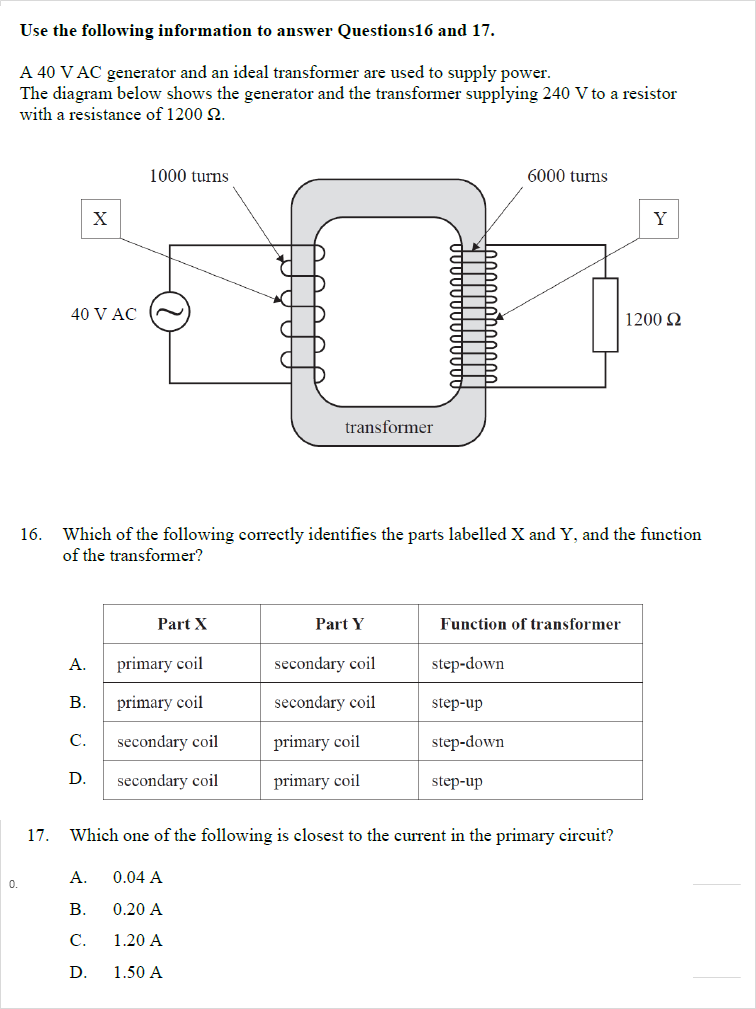 Use the following information to answer Questions16 and 17.
A 40 V AC generator and an ideal transformer are used to supply power.
The diagram below shows the generator and the transformer supplying 240 V to a resistor
with a resistance of 1200 Ω.
1000 turns
6000 turns
X
Y
40 V AC
1200 Ω
transformer
16. Which of the following correctly identifies the parts labelled X and Y, and the function
of the transformer?
Part X Part Y Function of transformer
A. primary coil secondary coil step-down
B. primary coil secondary coil step-up
C. secondary coil primary coil step-down
D. secondary coil primary coil step-up
17. Which one of the following is closest to the current in the primary circuit?
A. 0.04 A
0.
B. 0.20 A
C. 1.20 A
D. 1.50 A